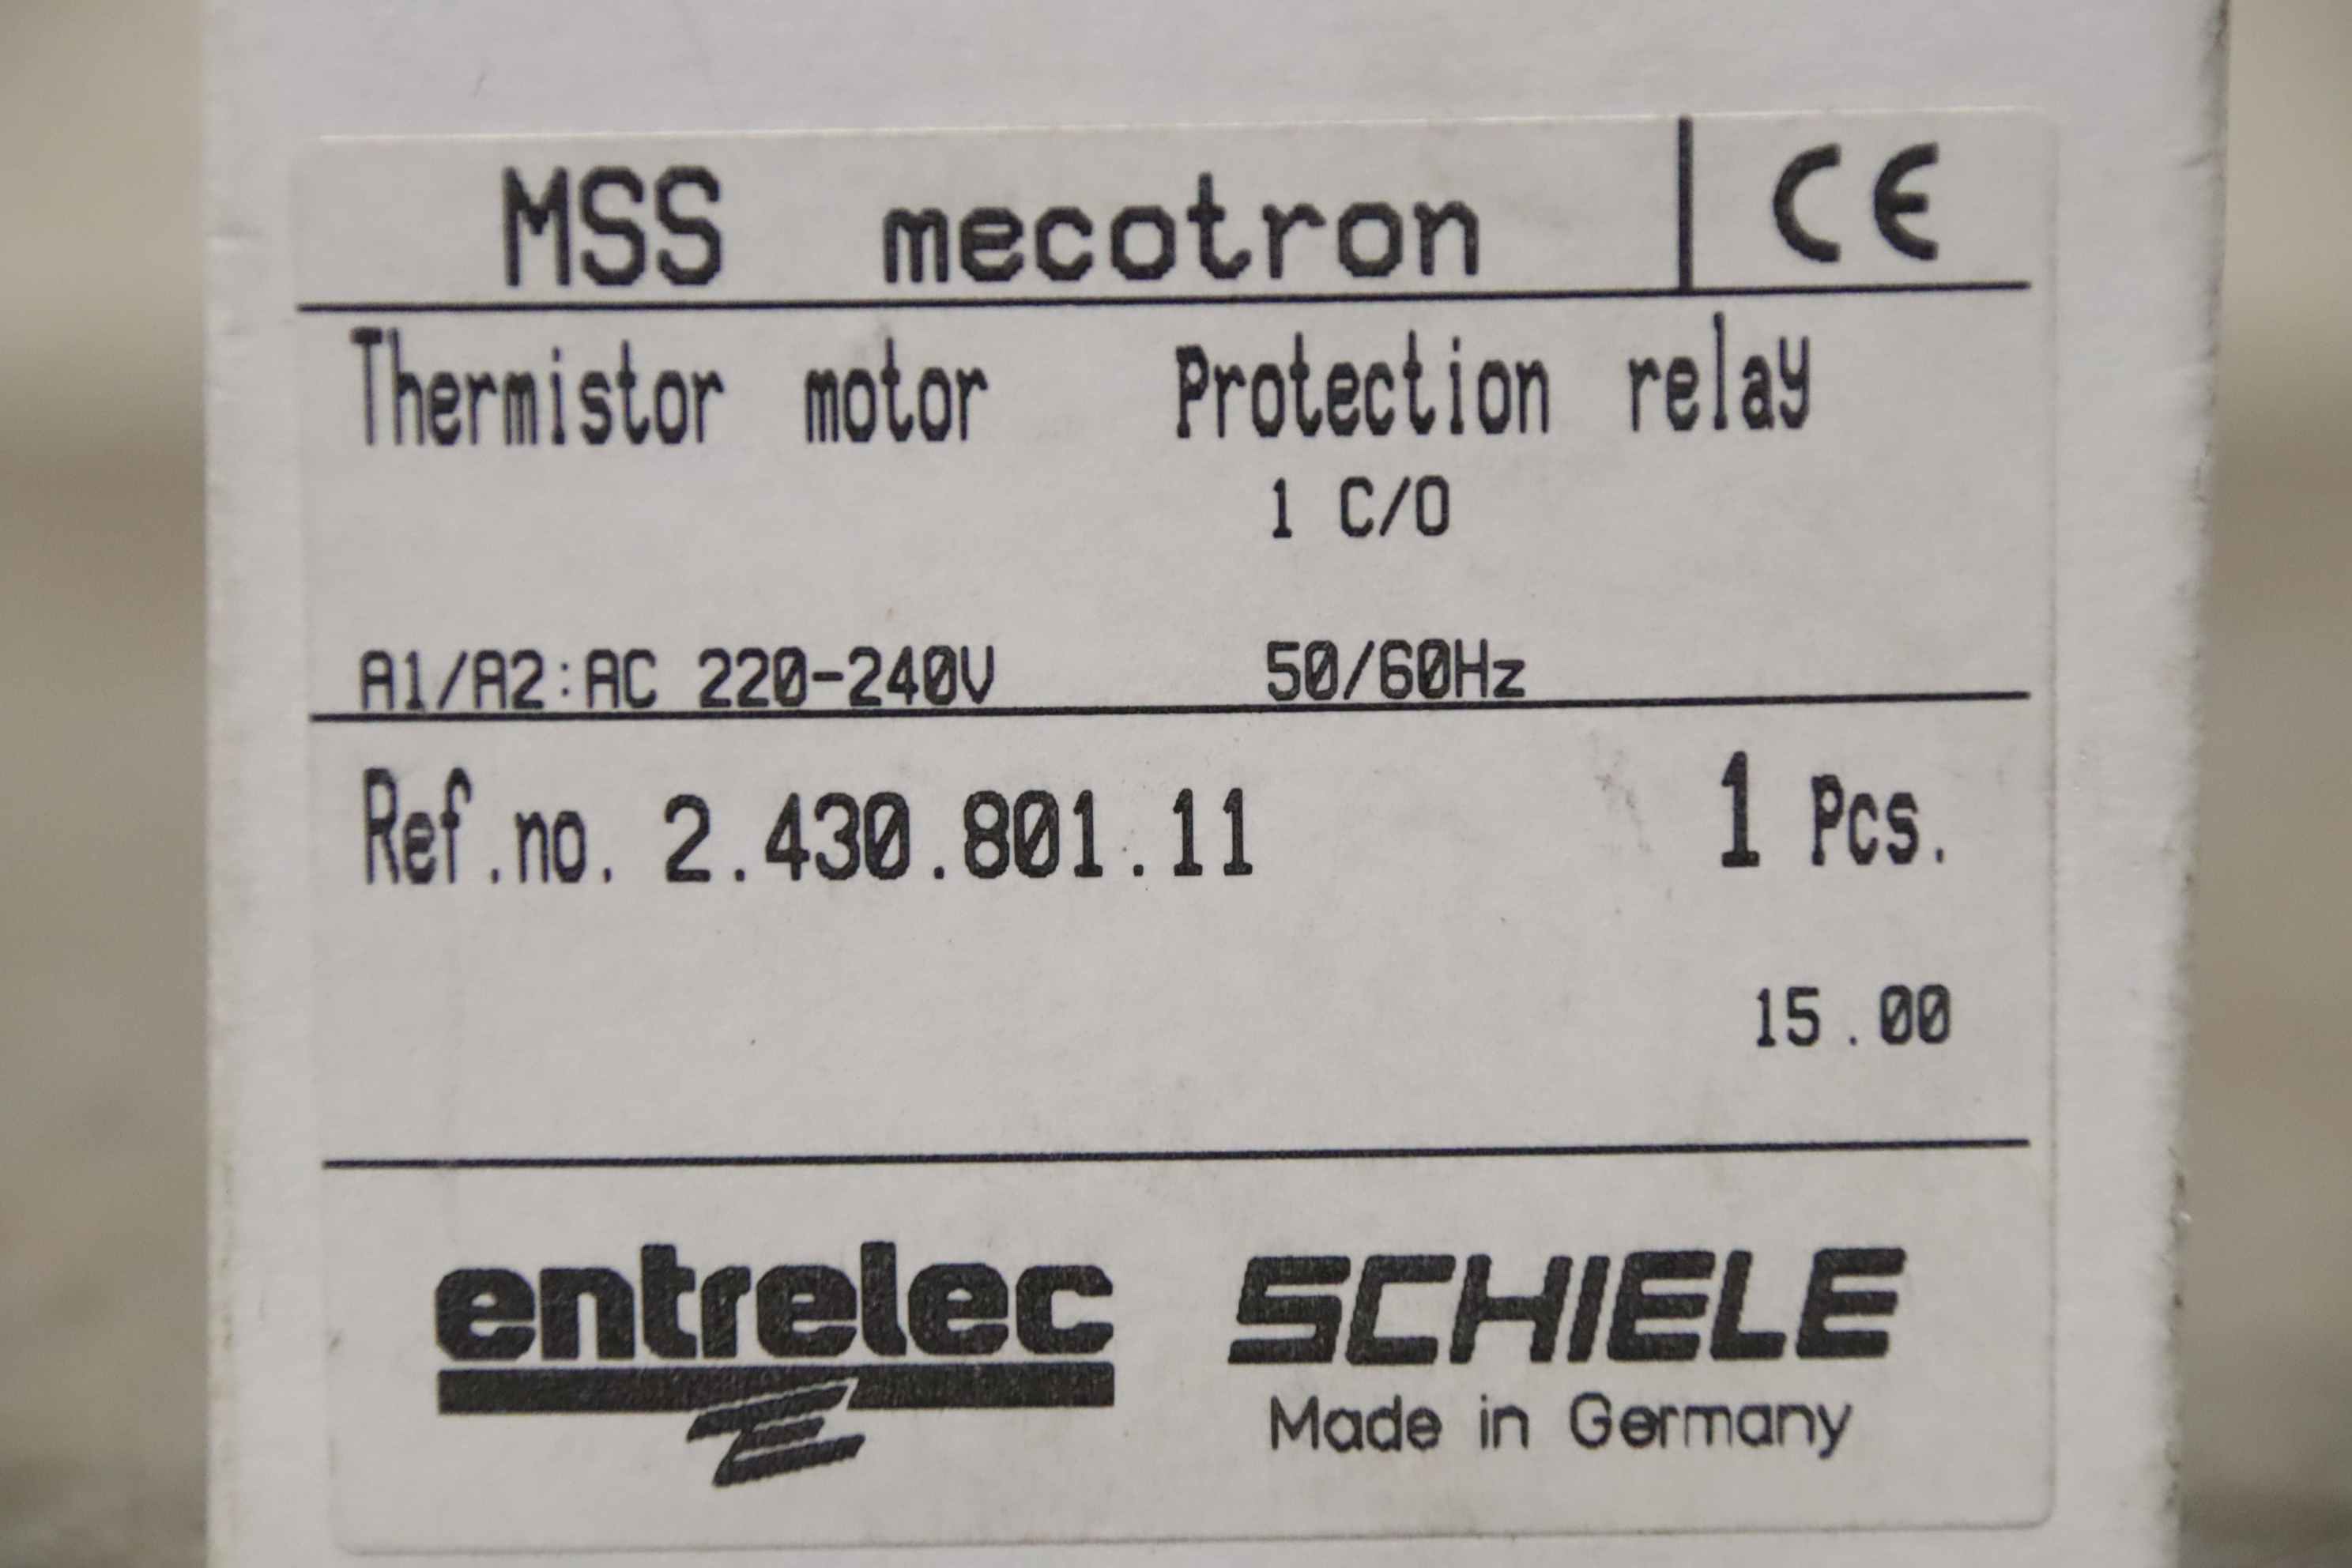 MSS mecotron CE
Thermistor motor Protection relay
1 C/O
A1/A2:AC 220-240V 50/60Hz
Ref.no. 2.430.801.11 1 Pcs.
15.00
entrelec SCHIELE
Made in Germany